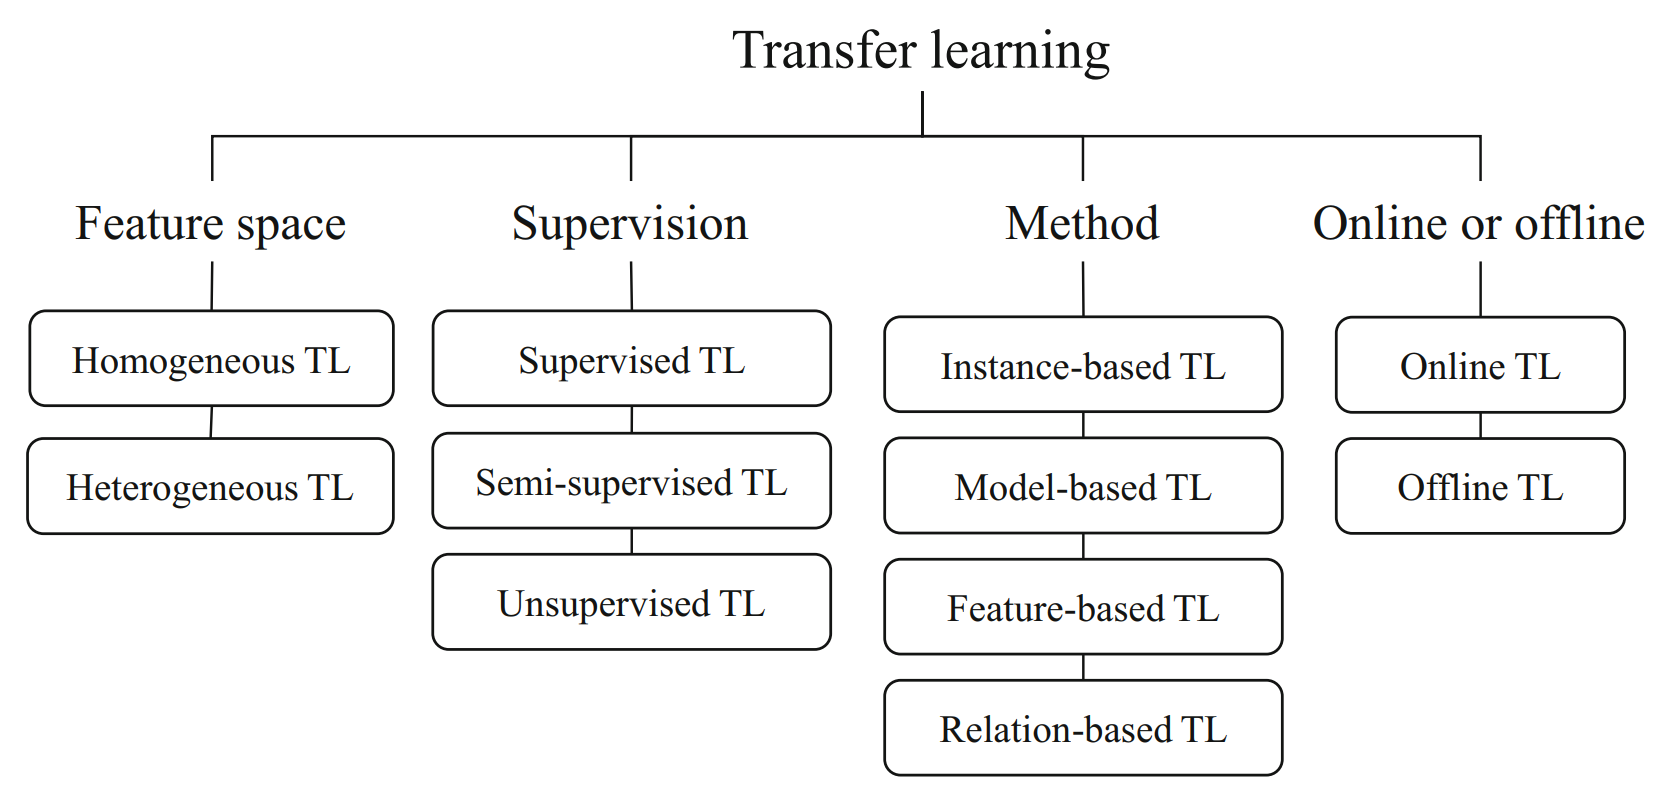 Transfer learning
Feature space
Supervision
Method
Online or offline
Homogeneous TL
Heterogeneous TL
Supervised TL
Semi-supervised TL
Unsupervised TL
Instance-based TL
Model-based TL
Feature-based TL
Relation-based TL
Online TL
Offline TL